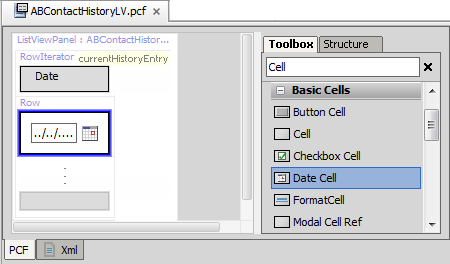 ABContactHistoryLV.pcf
ListViewPanel : ABContactHistor...
RowIterator
currentHistoryEntry
Date
Row
../../....
Toolbox
Structure
Cell
Basic Cells
Button Cell
Cell
Checkbox Cell
Date Cell
FormatCell
Modal Cell Ref
PCF
Xml